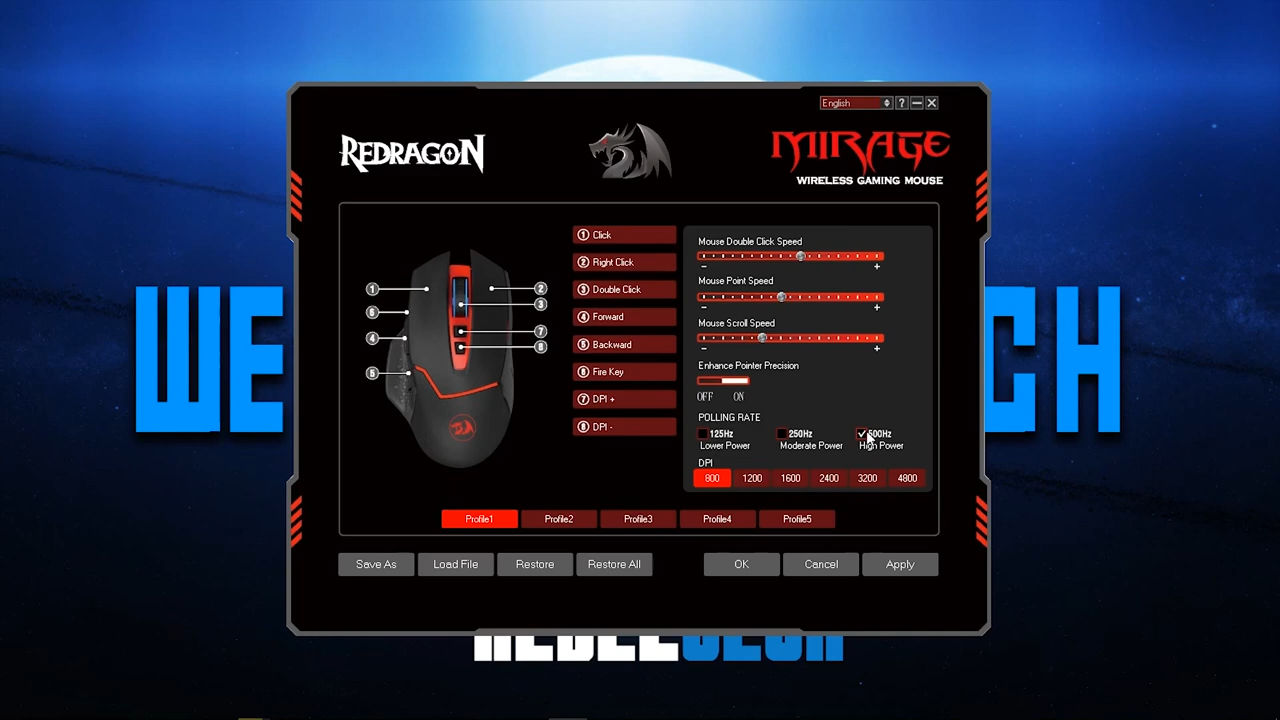 English
?
REDRAGON
MIRAGE
WIRELESS GAMING MOUSE
WE
CH
1 Click
2 Right Click
3 Double Click
4 Forward
5 Backward
6 Fire Key
7 DPI +
8 DPI -
1
6
4
5
2
3
7
8
Mouse Double Click Speed
− +
Mouse Point Speed
− +
Mouse Scroll Speed
− +
Enhance Pointer Precision
OFF ON
POLLING RATE
125Hz 250Hz 500Hz
Lower Power Moderate Power High Power
DPI
800 1200 1600 2400 3200 4800
Profile1 Profile2 Profile3 Profile4 Profile5
Save As Load File Restore Restore All OK Cancel Apply